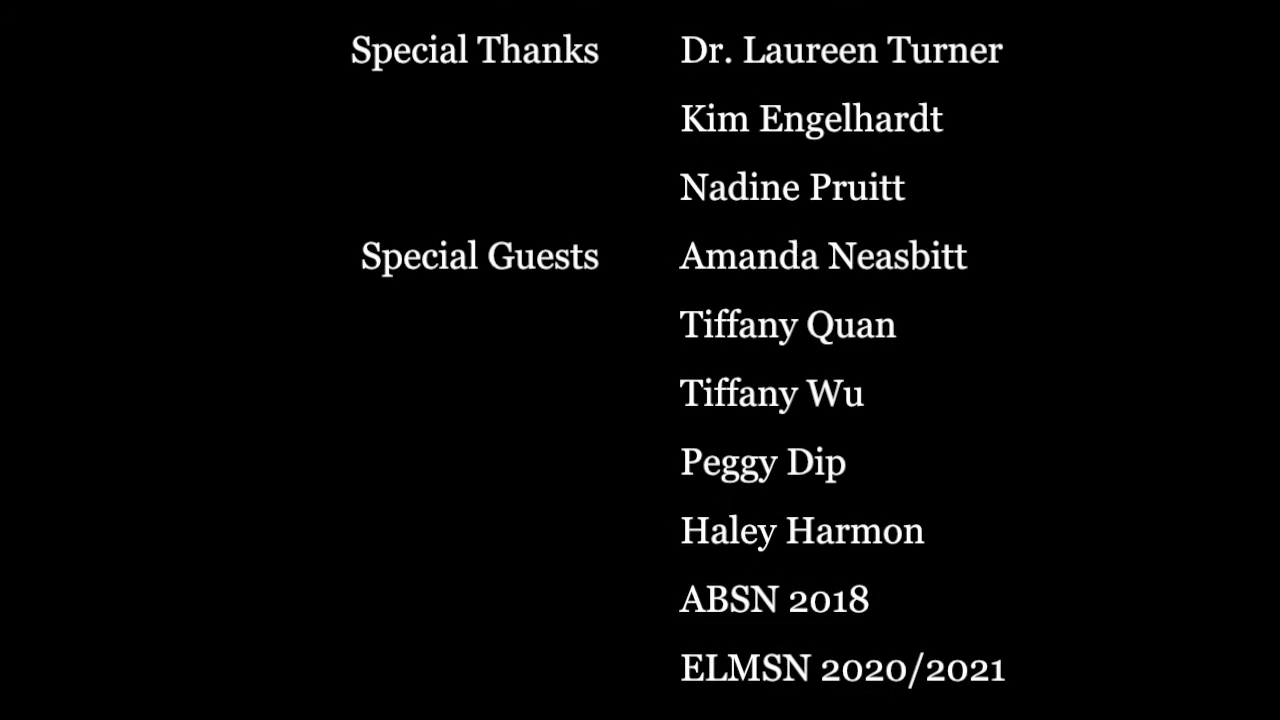 Special Thanks Dr. Laureen Turner
Kim Engelhardt
Nadine Pruitt
Special Guests Amanda Neasbitt
Tiffany Quan
Tiffany Wu
Peggy Dip
Haley Harmon
ABSN 2018
ELMSN 2020/2021